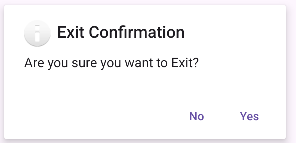 Exit Confirmation
Are you sure you want to Exit?
No Yes